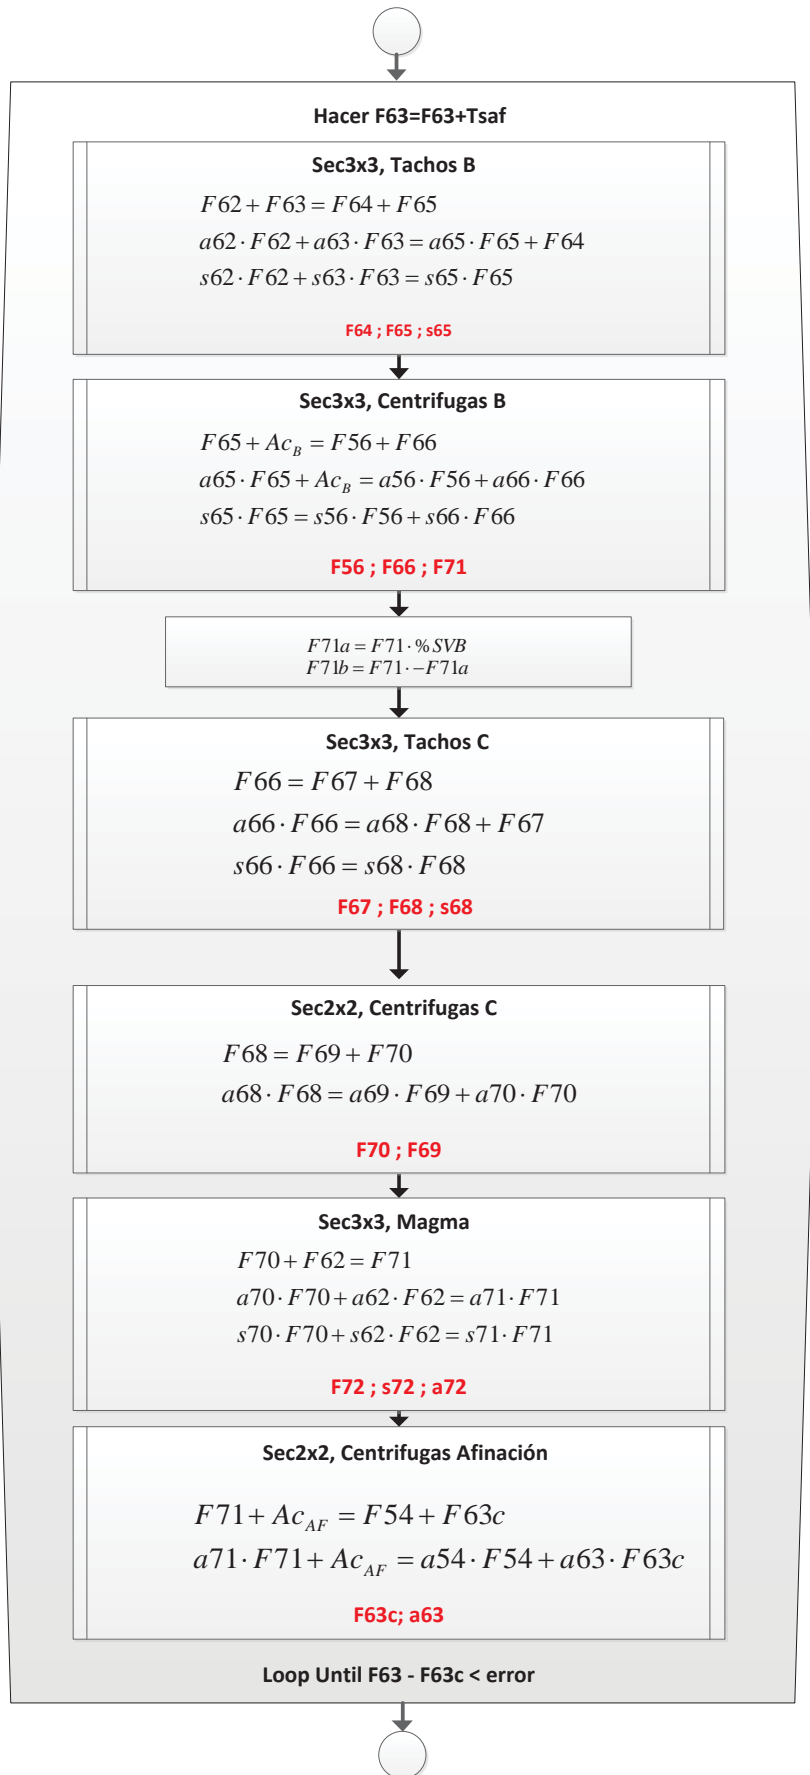 Hacer F63=F63+Tsaf
Sec3x3, Tachos B
F62 + F63 = F64 + F65
a62 · F62 + a63 · F63 = a65 · F65 + F64
s62 · F62 + s63 · F63 = s65 · F65
F64 ; F65 ; s65
Sec3x3, Centrifugas B
F65 + Ac_B = F56 + F66
a65 · F65 + Ac_B = a56 · F56 + a66 · F66
s65 · F65 = s56 · F56 + s66 · F66
F56 ; F66 ; F71
F71a = F71 · %SVB
F71b = F71 · −F71a
Sec3x3, Tachos C
F66 = F67 + F68
a66 · F66 = a68 · F68 + F67
s66 · F66 = s68 · F68
F67 ; F68 ; s68
Sec2x2, Centrifugas C
F68 = F69 + F70
a68 · F68 = a69 · F69 + a70 · F70
F70 ; F69
Sec3x3, Magma
F70 + F62 = F71
a70 · F70 + a62 · F62 = a71 · F71
s70 · F70 + s62 · F62 = s71 · F71
F72 ; s72 ; a72
Sec2x2, Centrifugas Afinación
F71 + Ac_AF = F54 + F63c
a71 · F71 + Ac_AF = a54 · F54 + a63 · F63c
F63c; a63
Loop Until F63 - F63c < error